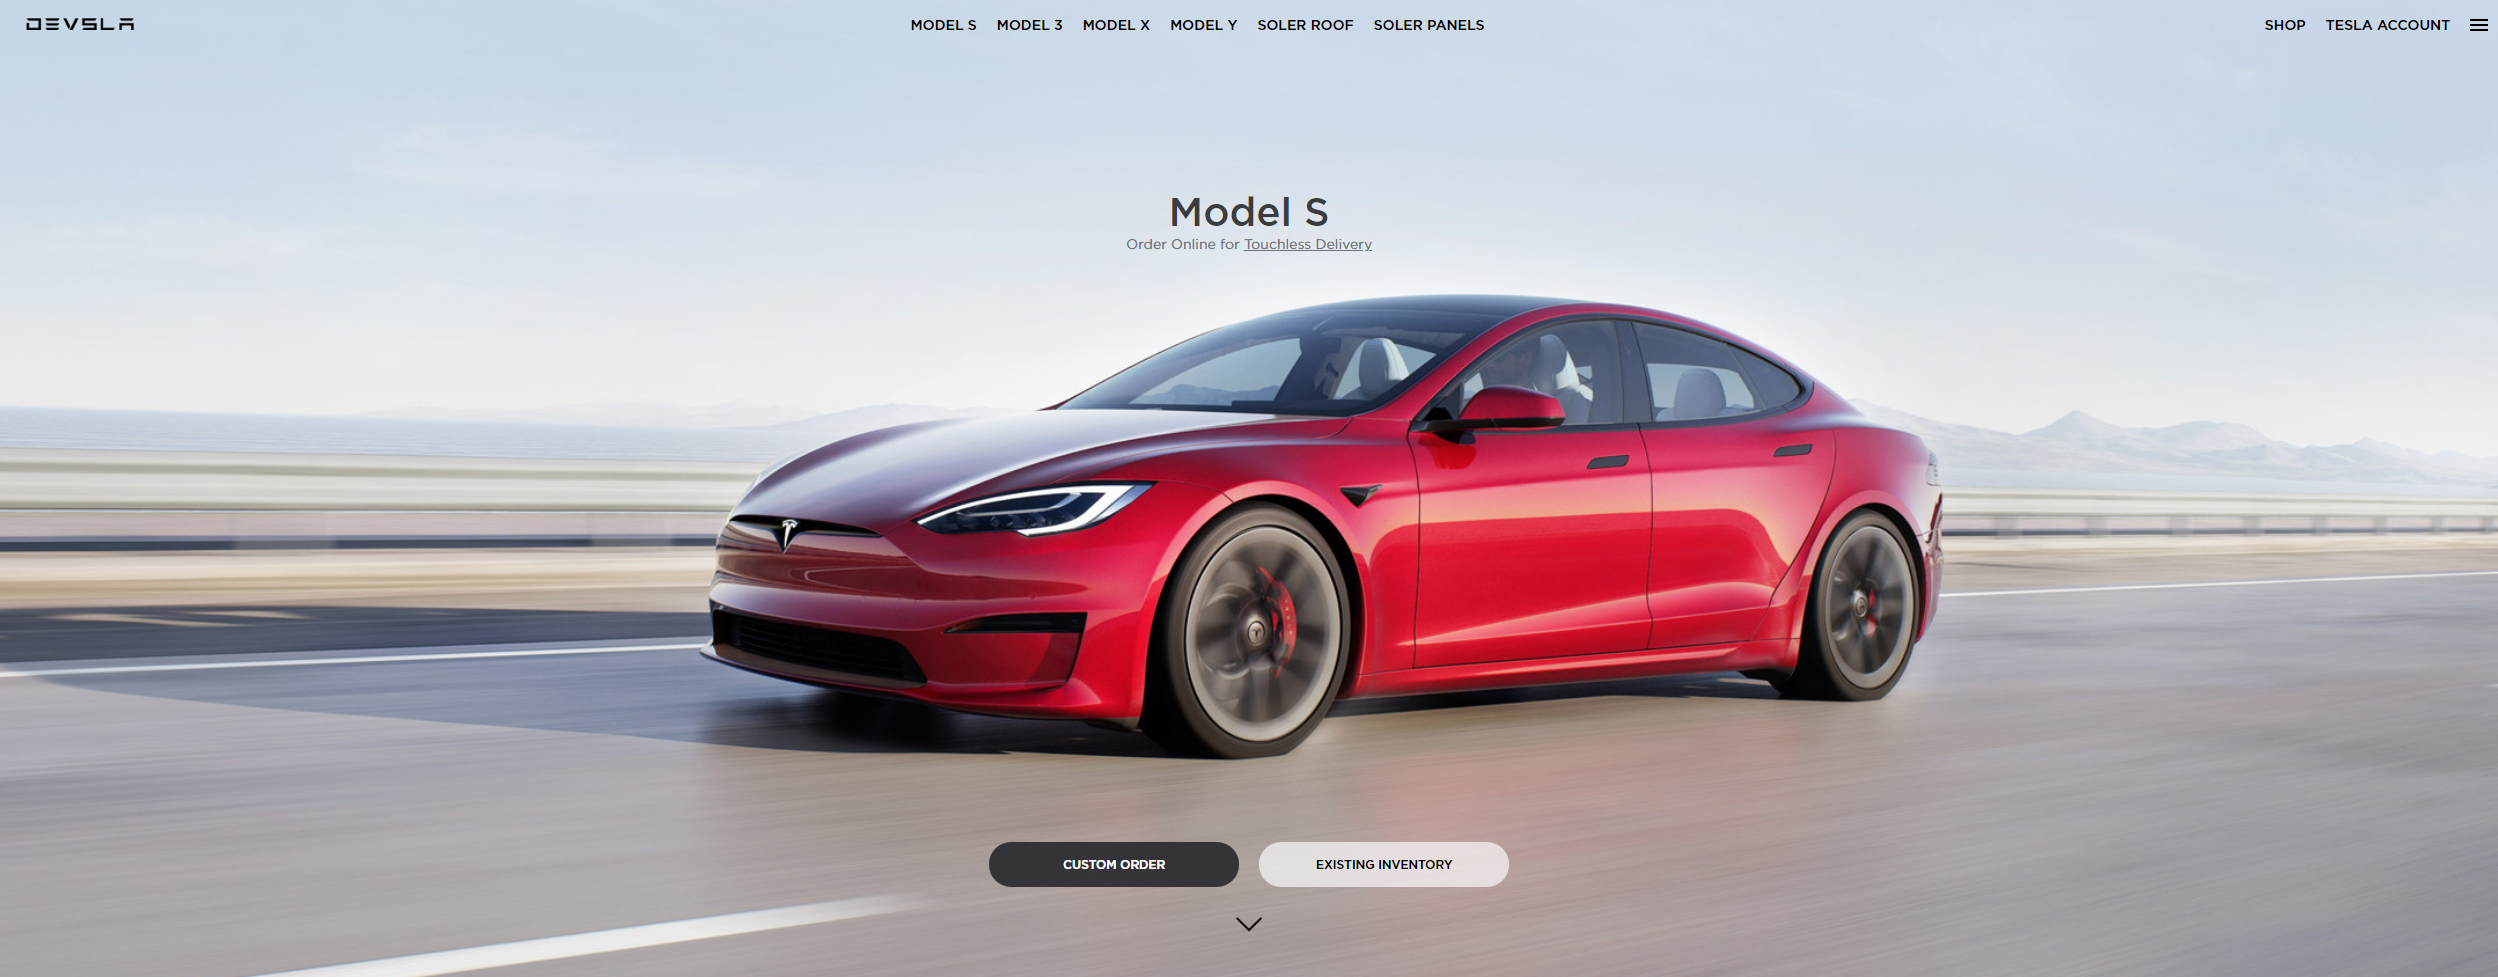 DEVSLA
MODEL S MODEL 3 MODEL X MODEL Y SOLER ROOF SOLER PANELS
SHOP TESLA ACCOUNT
Model S
Order Online for Touchless Delivery
CUSTOM ORDER
EXISTING INVENTORY